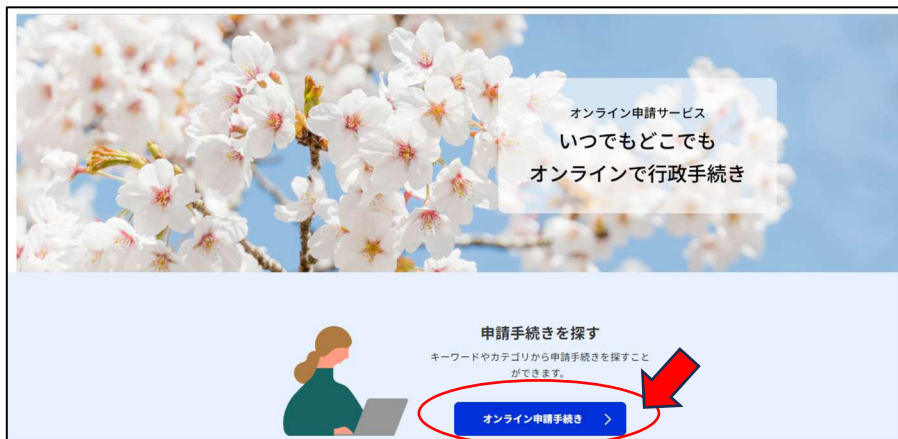 オンライン申請サービス
いつでもどこでも
オンラインで行政手続き
申請手続きを探す
キーワードやカテゴリから申請手続きを探すこと
ができます。
オンライン申請手続き